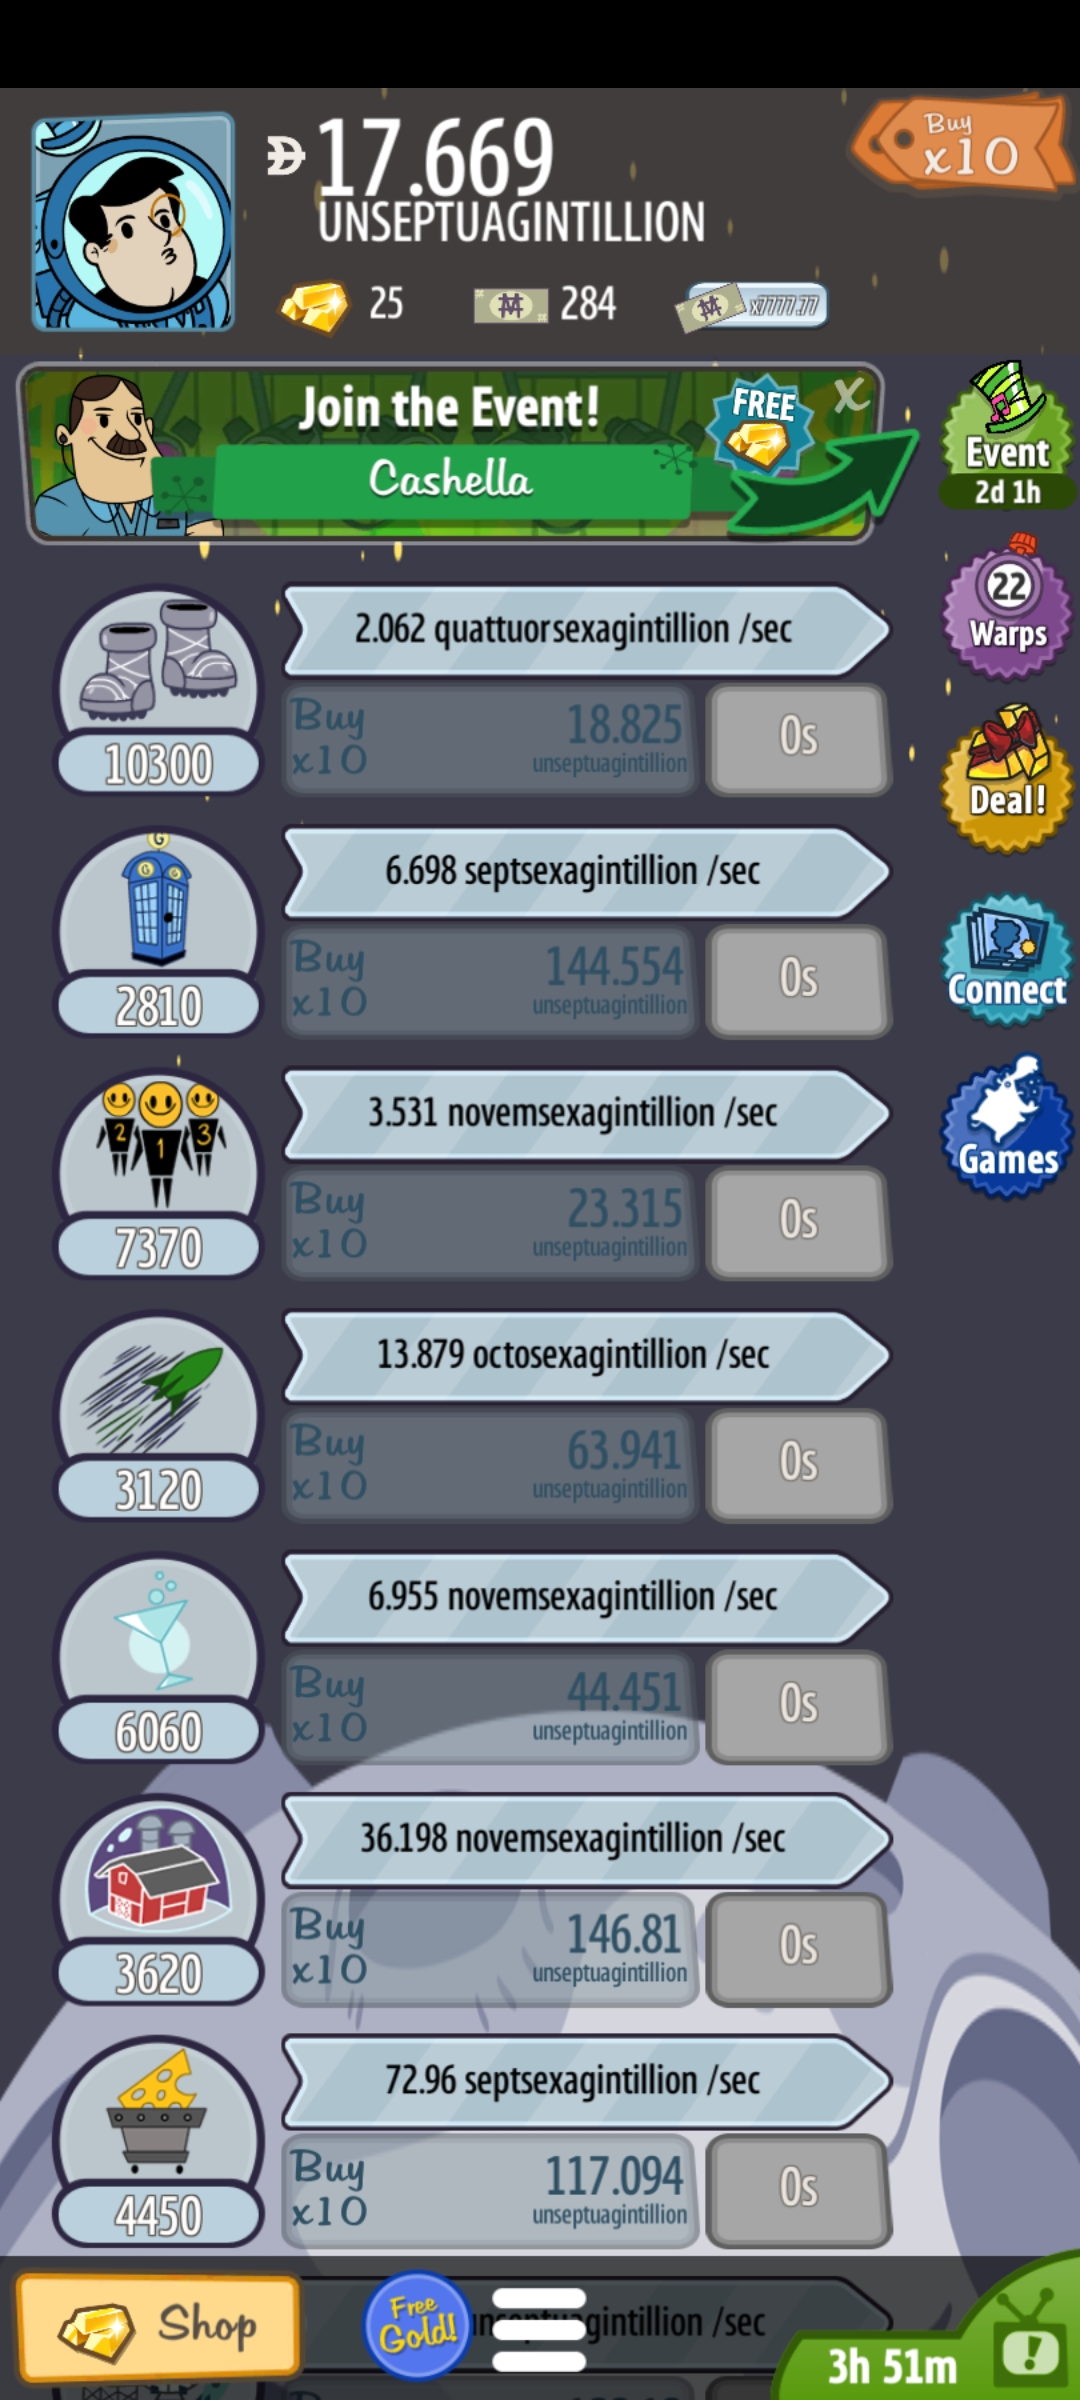 17.669
UNSEPTUAGINTILLION
Buy
x10
25
284
x7777.77
Join the Event!
Cashella
FREE
X
Event
2d 1h
22
Warps
Deal!
Connect
Games
2.062 quattuorsexagintillion /sec
Buy
x10
18.825
unseptuagintillion
0s
10300
6.698 septsexagintillion /sec
Buy
x10
144.554
unseptuagintillion
0s
G
G G
2810
3.531 novemsexagintillion /sec
Buy
x10
23.315
unseptuagintillion
0s
2 1 3
7370
13.879 octosexagintillion /sec
Buy
x10
63.941
unseptuagintillion
0s
3120
6.955 novemsexagintillion /sec
Buy
x10
44.451
unseptuagintillion
0s
6060
36.198 novemsexagintillion /sec
Buy
x10
146.81
unseptuagintillion
0s
3620
72.96 septsexagintillion /sec
Buy
x10
117.094
unseptuagintillion
0s
4450
Shop
Free
Gold!
/sec
3h 51m
!